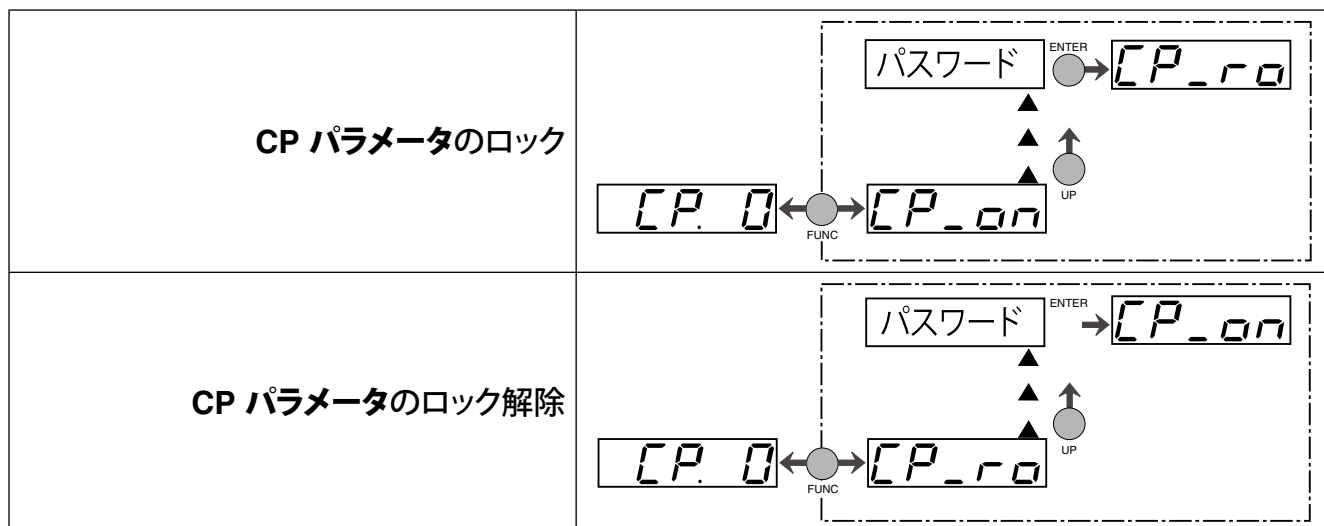 CP パラメータのロック
パスワード
ENTER
CP_ro
UP
CP. 0
FUNC
CP_on
CP パラメータのロック解除
パスワード
ENTER
CP_on
UP
CP. 0
FUNC
CP_ro